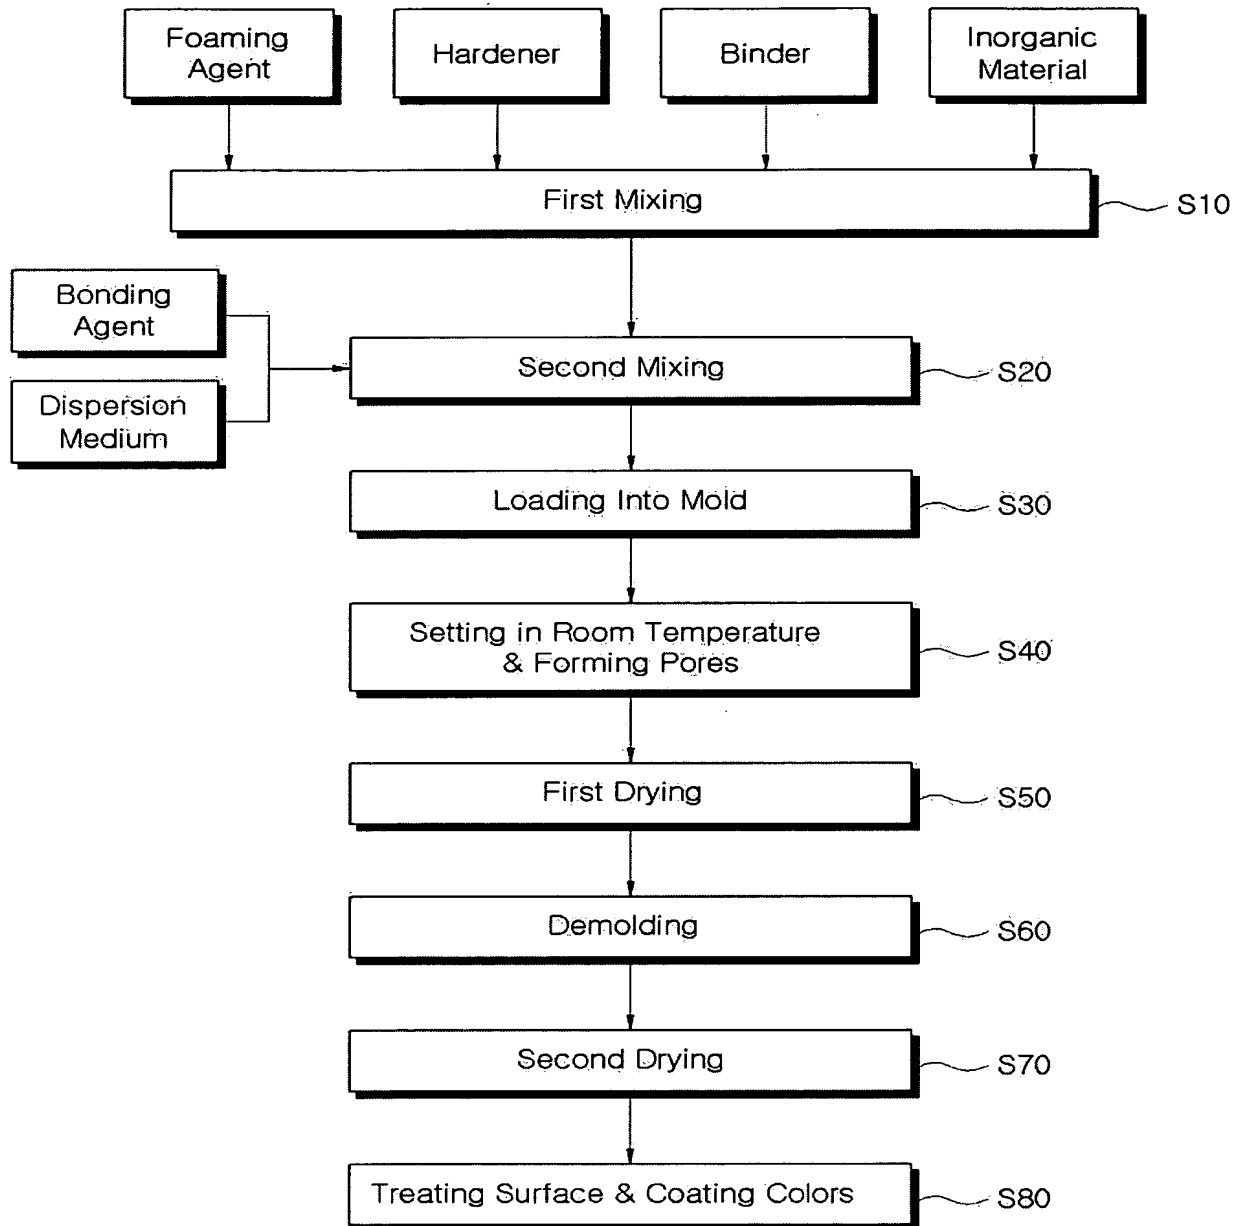 Foaming
Agent
Hardener
Binder
Inorganic
Material
First Mixing
S10
Bonding
Agent
Dispersion
Medium
Second Mixing
S20
Loading Into Mold
S30
Setting in Room Temperature
& Forming Pores
S40
First Drying
S50
Demolding
S60
Second Drying
S70
Treating Surface & Coating Colors
S80